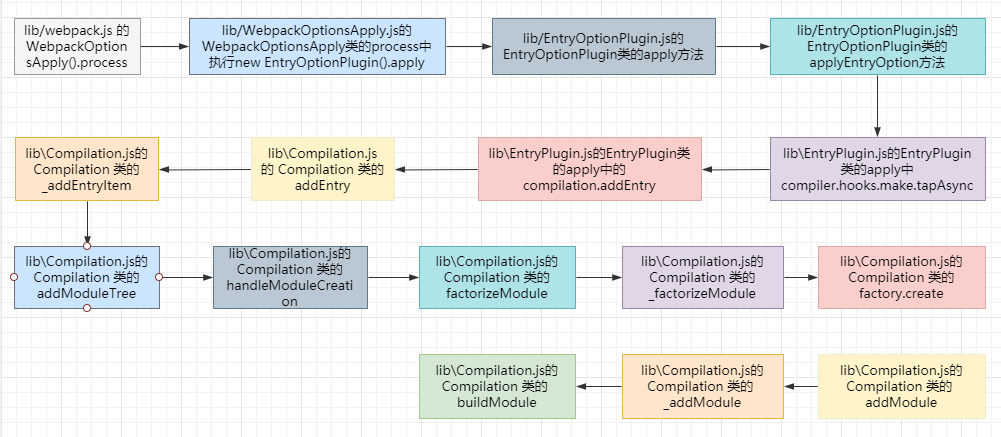 lib/webpack.js 的
WebpackOption
sApply().process
lib/WebpackOptionsApply.js的
WebpackOptionsApply类的process中
执行new EntryOptionPlugin().apply
lib/EntryOptionPlugin.js的
EntryOptionPlugin类的apply方法
lib/EntryOptionPlugin.js的
EntryOptionPlugin类的
applyEntryOption方法
lib\Compilation.js的
Compilation 类的
_addEntryItem
lib\Compilation.js
的 Compilation 类的
addEntry
lib\EntryPlugin.js的EntryPlugin类
的apply中的
compilation.addEntry
lib\EntryPlugin.js的EntryPlugin
类的apply中
compiler.hooks.make.tapAsync
lib\Compilation.js的
Compilation 类的
addModuleTree
lib\Compilation.js的
Compilation 类的
handleModuleCreati
on
lib\Compilation.js的
Compilation 类的
factorizeModule
lib\Compilation.js的
Compilation 类的
_factorizeModule
lib\Compilation.js的
Compilation 类的
factory.create
lib\Compilation.js的
Compilation 类的
buildModule
lib\Compilation.js的
Compilation 类的
_addModule
lib\Compilation.js的
Compilation 类的
addModule